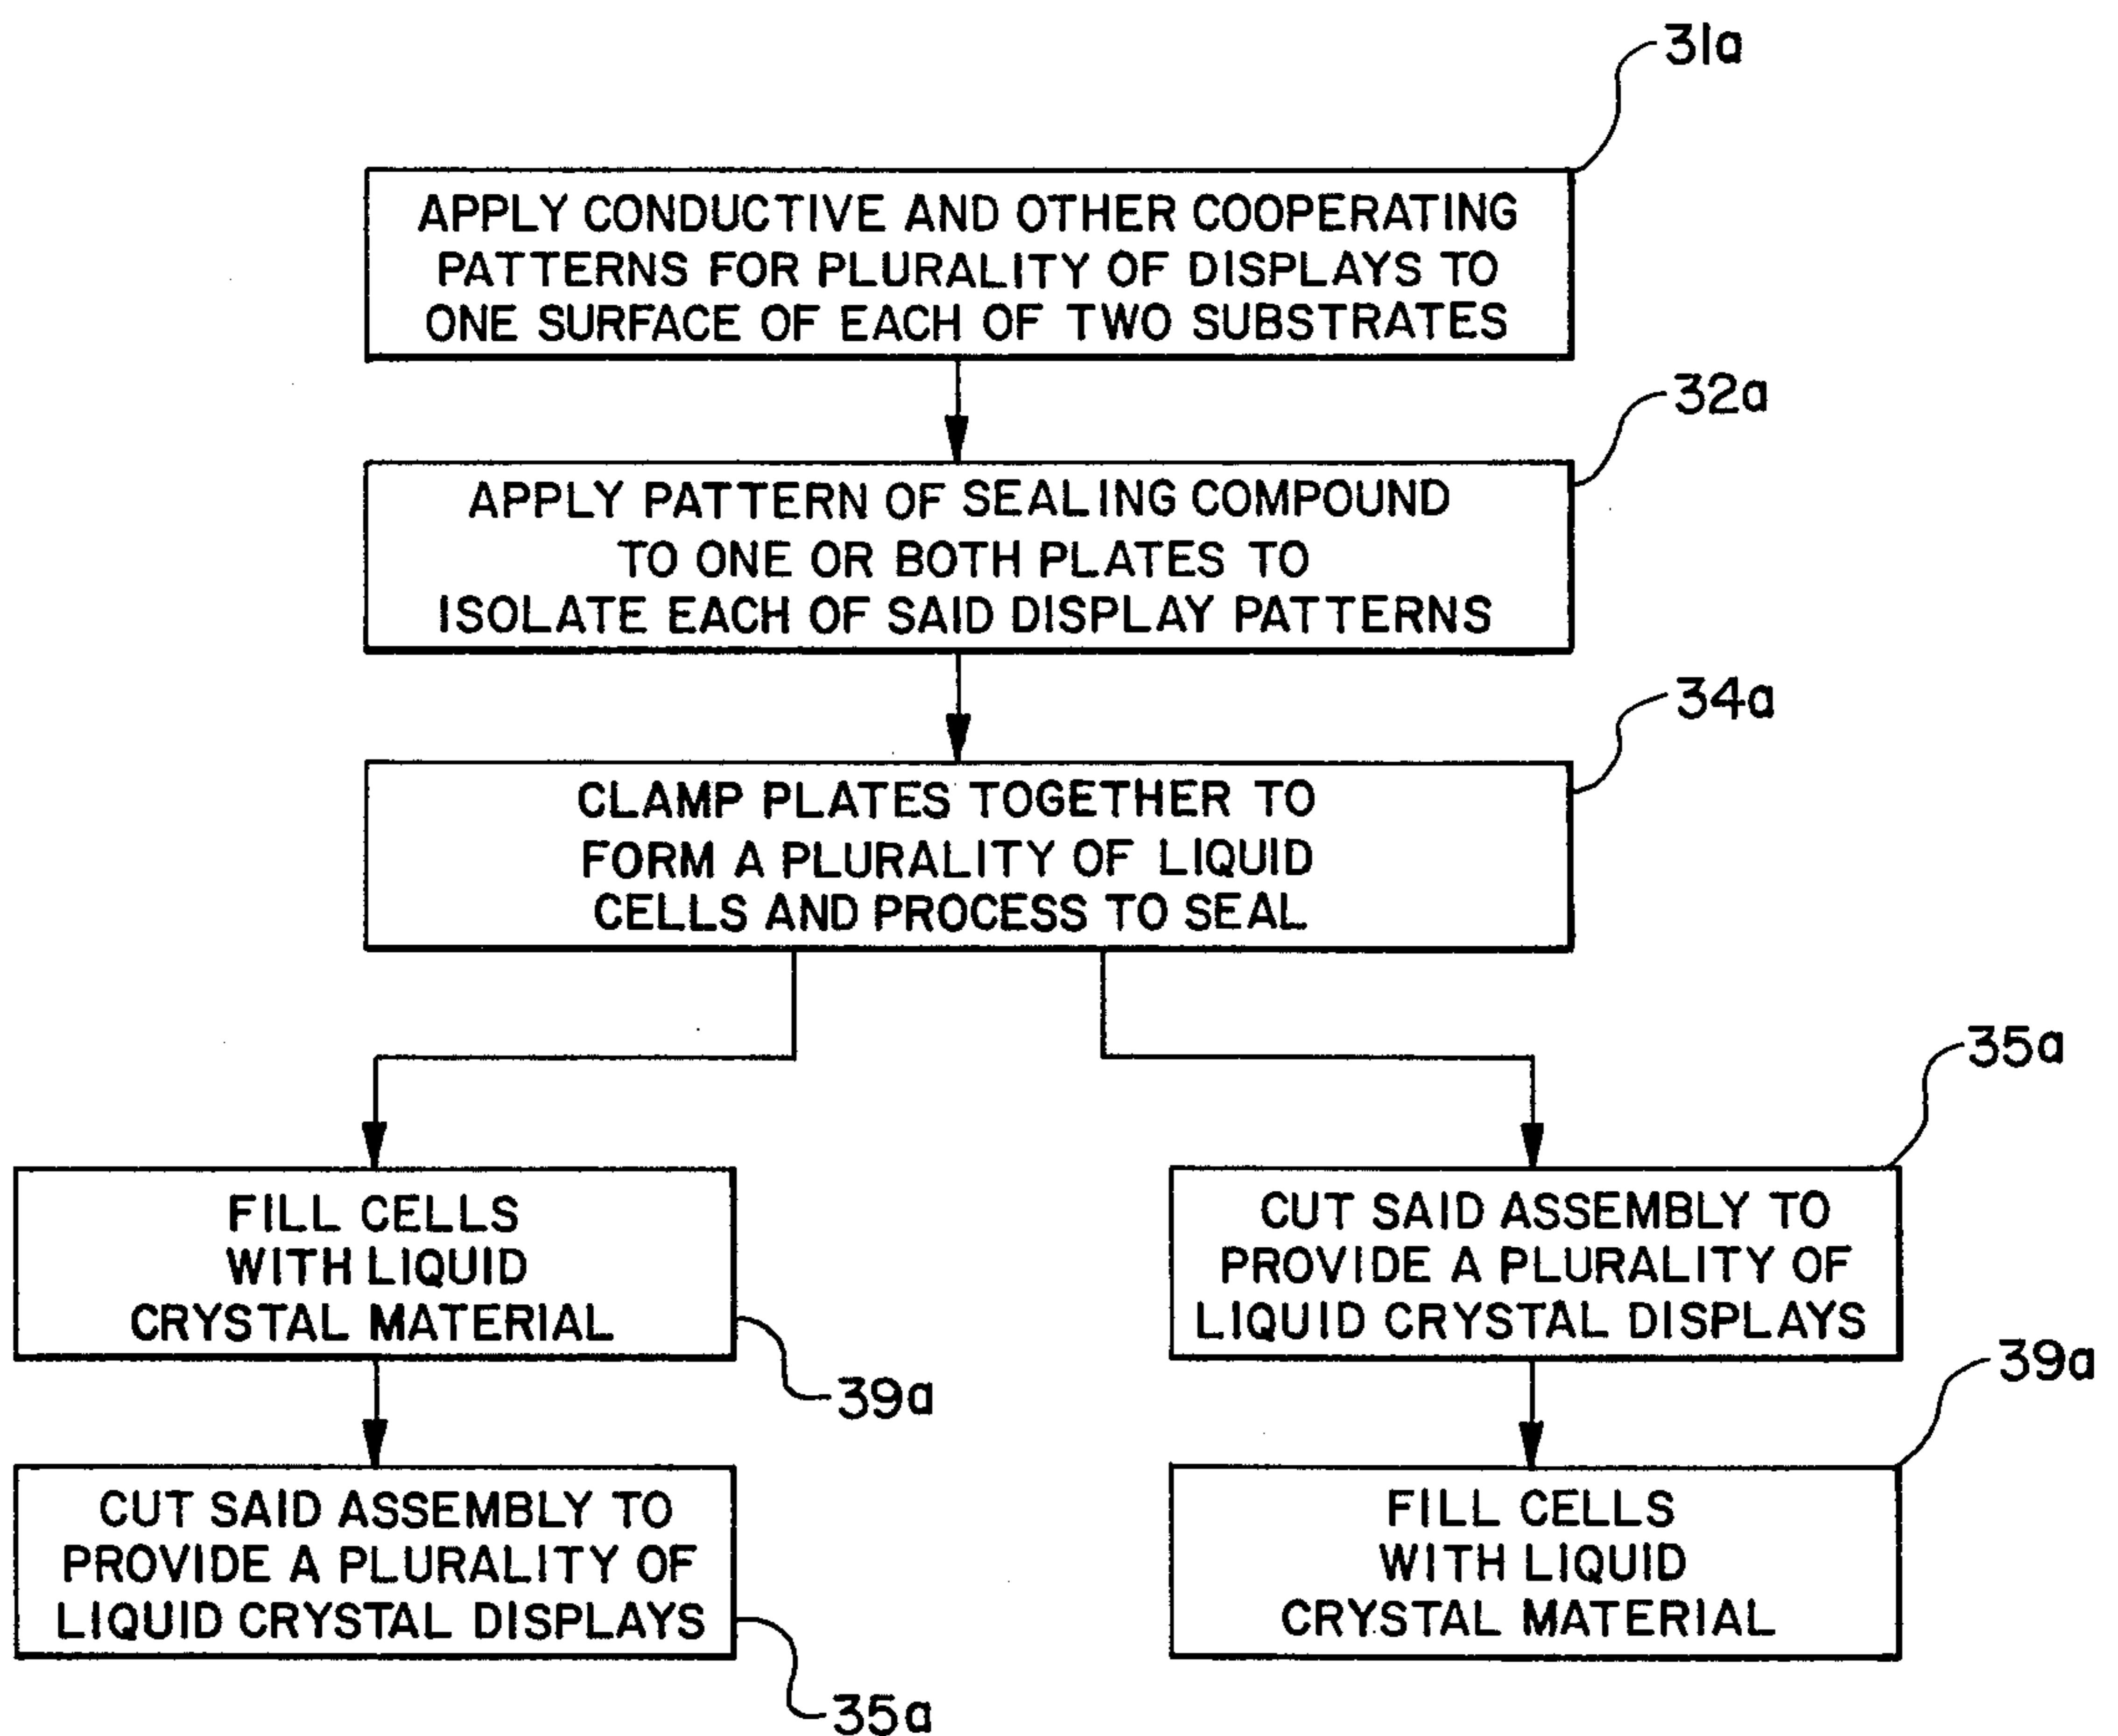 31a
APPLY CONDUCTIVE AND OTHER COOPERATING
PATTERNS FOR PLURALITY OF DISPLAYS TO
ONE SURFACE OF EACH OF TWO SUBSTRATES
32a
APPLY PATTERN OF SEALING COMPOUND
TO ONE OR BOTH PLATES TO
ISOLATE EACH OF SAID DISPLAY PATTERNS
34a
CLAMP PLATES TOGETHER TO
FORM A PLURALITY OF LIQUID
CELLS AND PROCESS TO SEAL
FILL CELLS
WITH LIQUID
CRYSTAL MATERIAL
39a
CUT SAID ASSEMBLY TO
PROVIDE A PLURALITY OF
LIQUID CRYSTAL DISPLAYS
35a
35a
CUT SAID ASSEMBLY TO
PROVIDE A PLURALITY OF
LIQUID CRYSTAL DISPLAYS
39a
FILL CELLS
WITH LIQUID
CRYSTAL MATERIAL